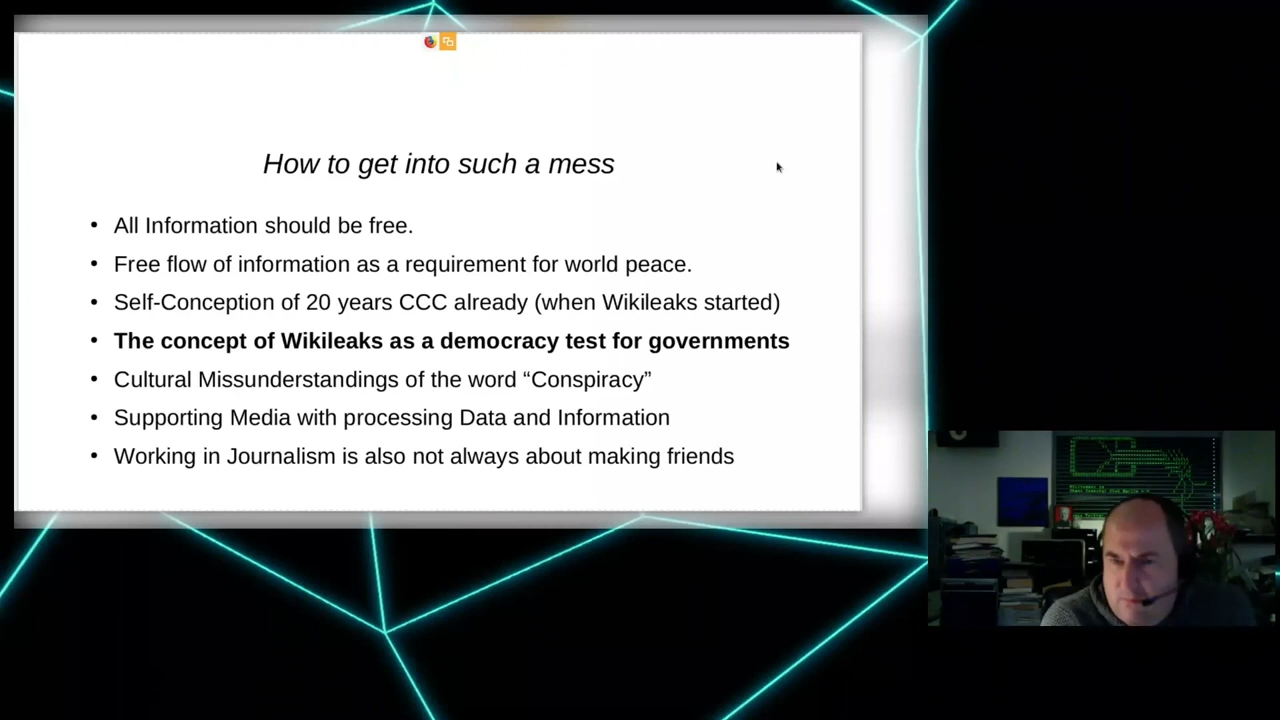 How to get into such a mess
• All Information should be free.
• Free flow of information as a requirement for world peace.
• Self-Conception of 20 years CCC already (when Wikileaks started)
• The concept of Wikileaks as a democracy test for governments
• Cultural Missunderstandings of the word “Conspiracy”
• Supporting Media with processing Data and Information
• Working in Journalism is also not always about making friends